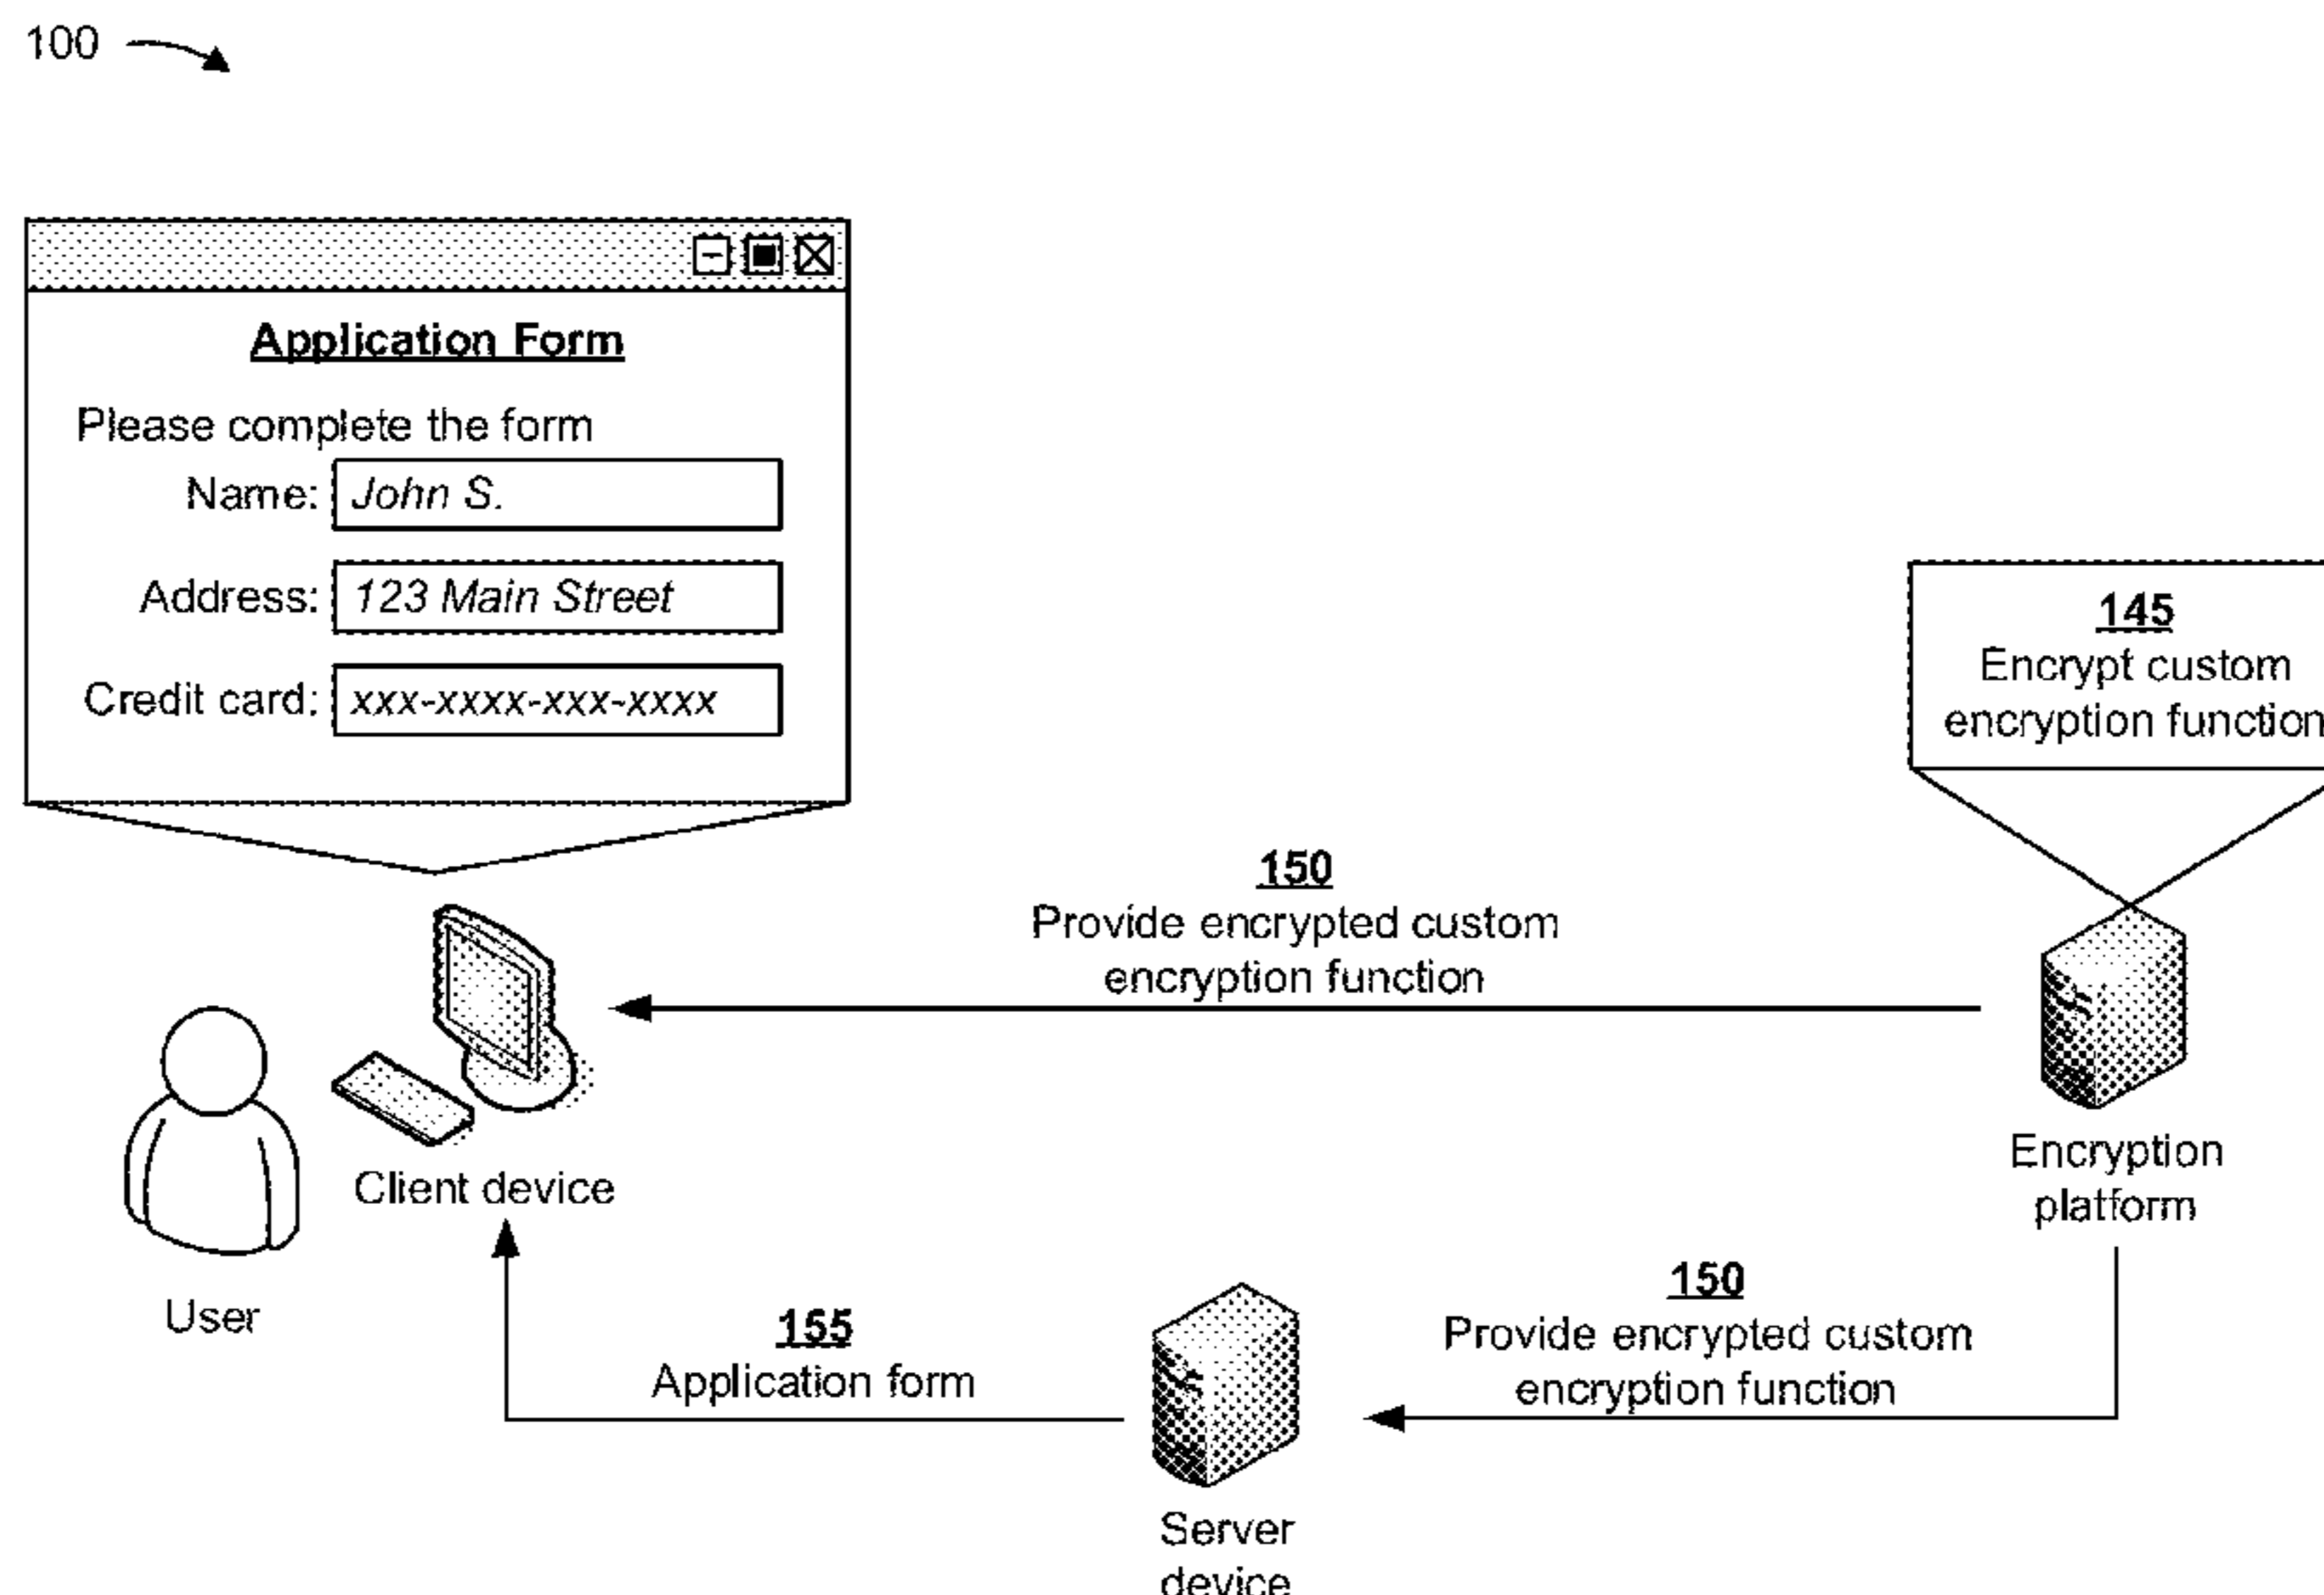 100
Application Form
Please complete the form
Name: John S.
Address: 123 Main Street
Credit card: xxx-xxxx-xxx-xxxx
145
Encrypt custom
encryption function
150
Provide encrypted custom
encryption function
Client device
User
Encryption
platform
155
Application form
150
Provide encrypted custom
encryption function
Server
device